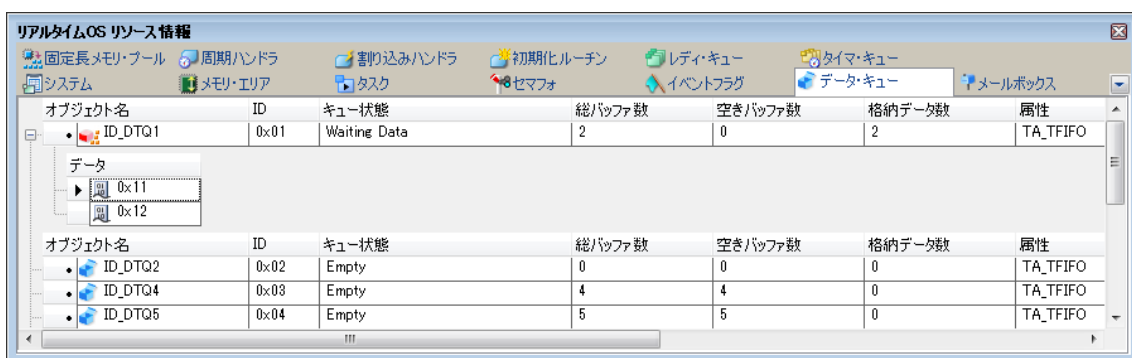 リアルタイムOS リソース情報
固定長メモリ・プール 周期ハンドラ 割り込みハンドラ 初期化ルーチン レディ・キュー タイマ・キュー
システム メモリ・エリア タスク セマフォ イベントフラグ データ・キュー メールボックス
オブジェクト名 ID キュー状態 総バッファ数 空きバッファ数 格納データ数 属性
ID_DTQ1 0x01 Waiting Data 2 0 2 TA_TFIFO
データ
0x11
0x12
オブジェクト名 ID キュー状態 総バッファ数 空きバッファ数 格納データ数 属性
ID_DTQ2 0x02 Empty 0 0 0 TA_TFIFO
ID_DTQ4 0x03 Empty 4 4 0 TA_TFIFO
ID_DTQ5 0x04 Empty 5 5 0 TA_TFIFO